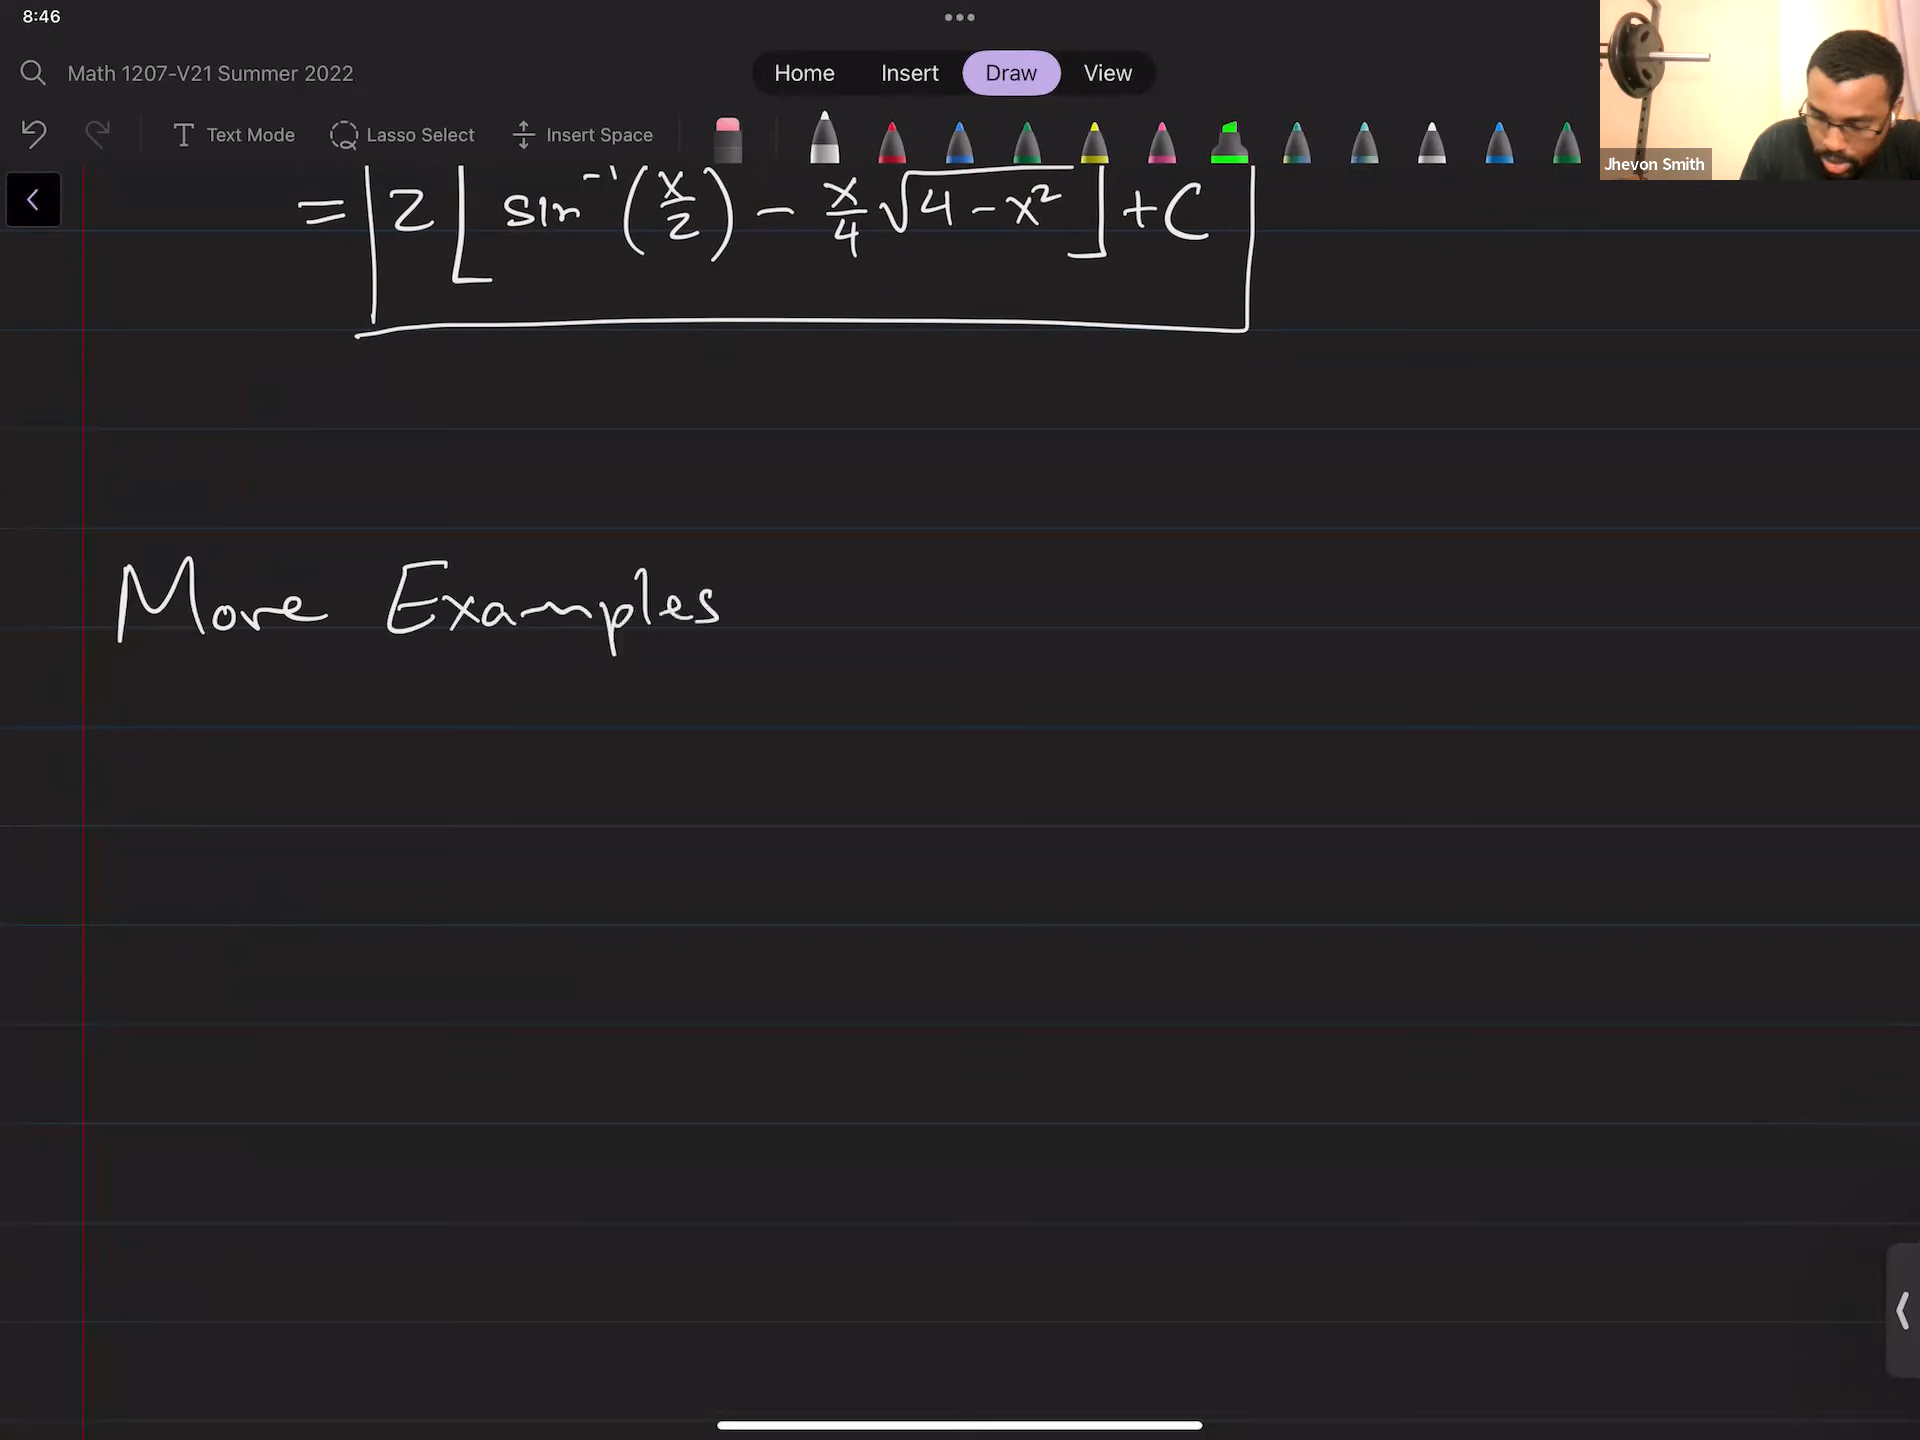 8:46
Math 1207-V21 Summer 2022
Home Insert Draw View
Text Mode Lasso Select Insert Space
Jhevon Smith
= 2 [ sin⁻¹(x/2) - x/4 √(4-x²) ] + C
More Examples